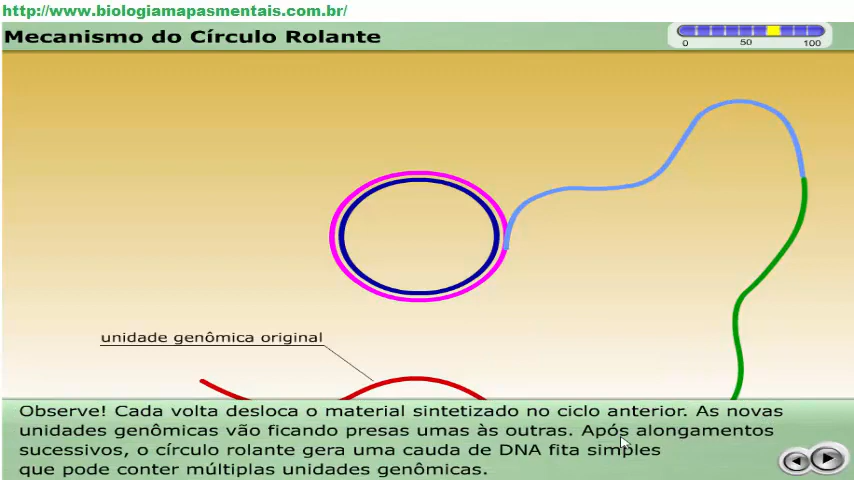 http://www.biologiamapasmentais.com.br/
Mecanismo do Círculo Rolante
0 50 100
unidade genômica original
Observe! Cada volta desloca o material sintetizado no ciclo anterior. As novas
unidades genômicas vão ficando presas umas às outras. Após alongamentos
sucessivos, o círculo rolante gera uma cauda de DNA fita simples
que pode conter múltiplas unidades genômicas.